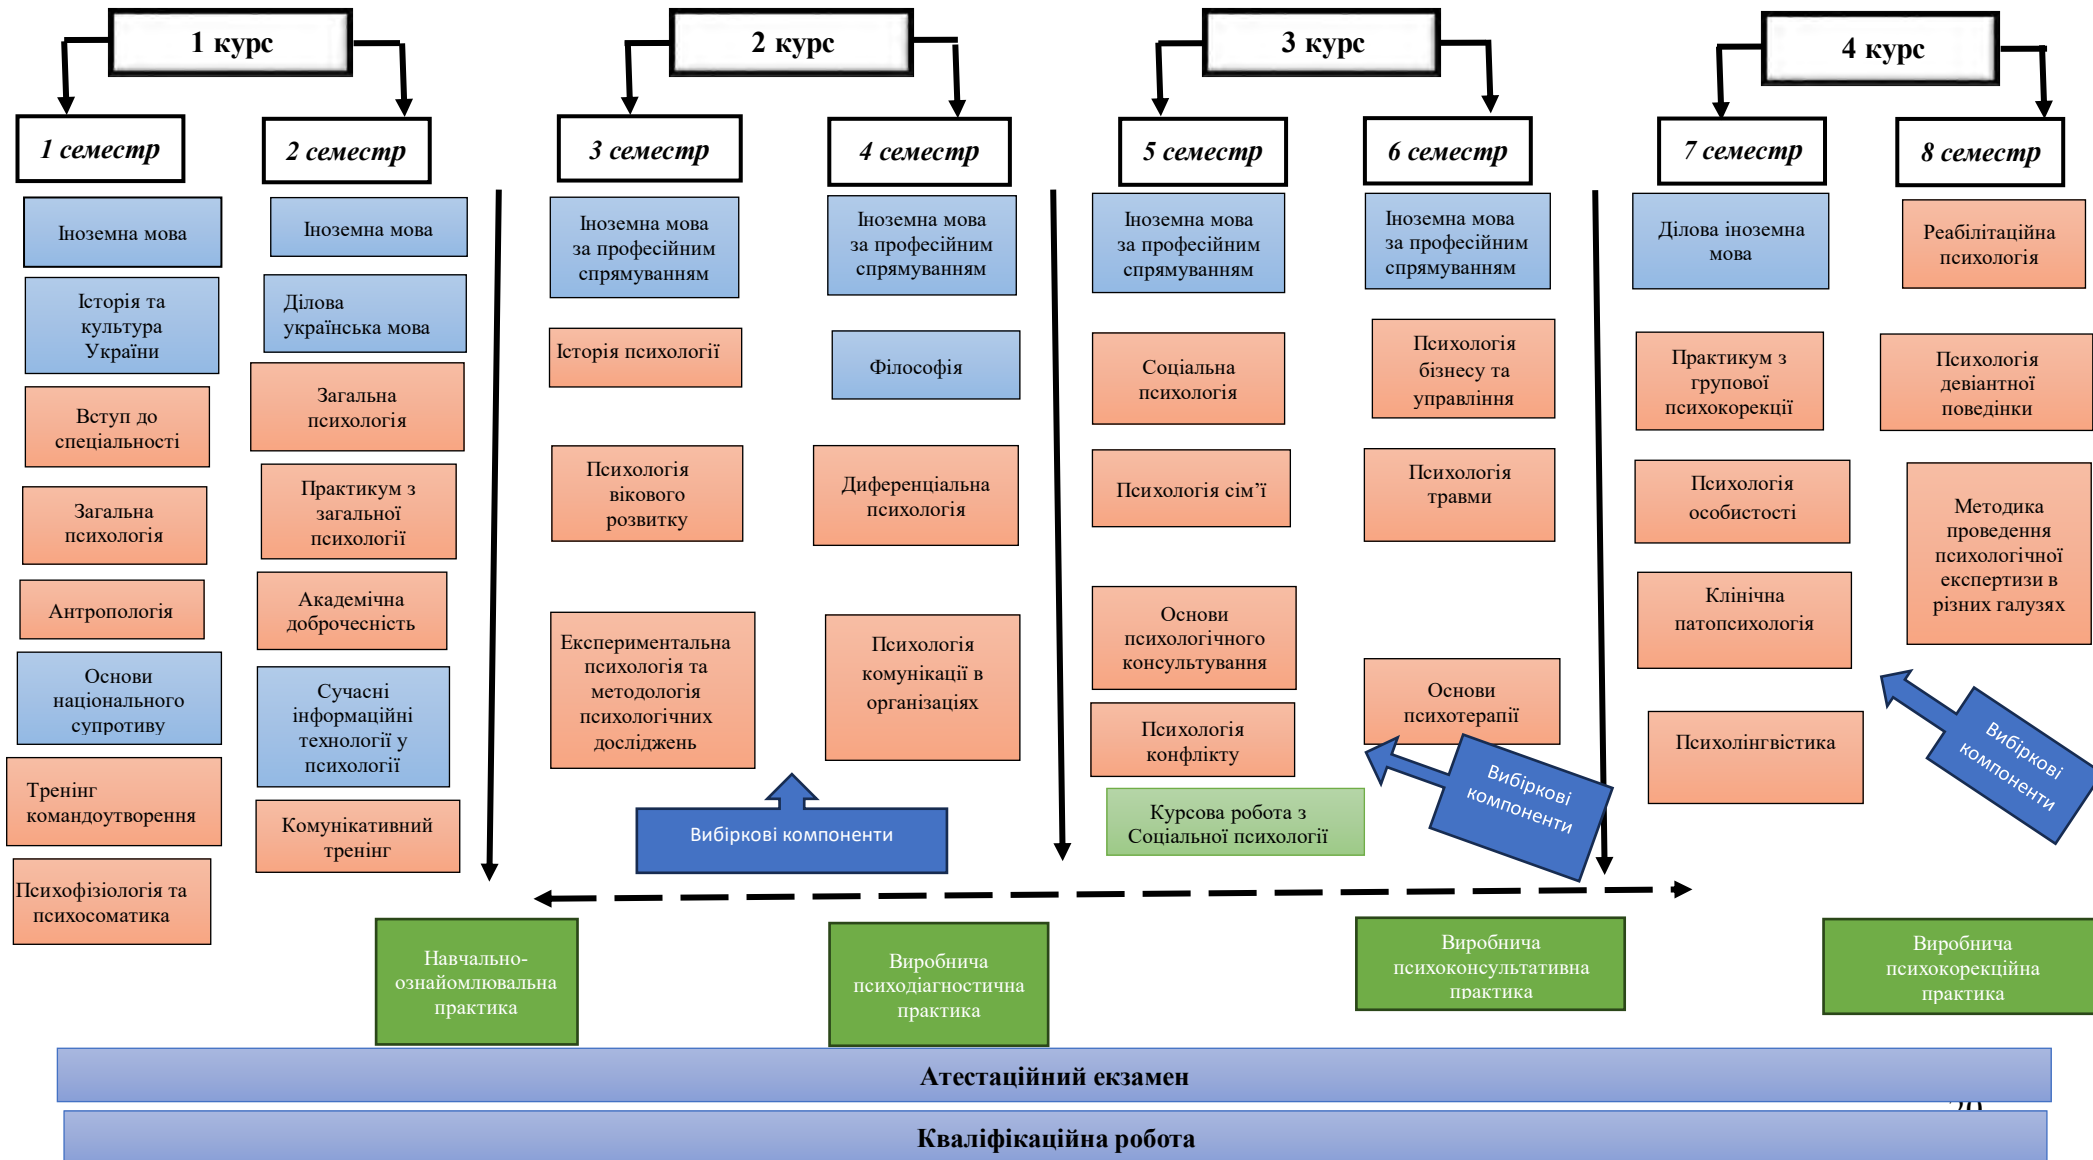 1 курс
2 курс
3 курс
4 курс
1 семестр
2 семестр
3 семестр
4 семестр
5 семестр
6 семестр
7 семестр
8 семестр
Іноземна мова
Історія та
культура
України
Вступ до
спеціальності
Загальна
психологія
Антропологія
Основи
національного
супротиву
Тренінг
командоутворення
Психофізіологія та
психосоматика
Іноземна мова
Ділова
українська мова
Загальна
психологія
Практикум з
загальної
психології
Академічна
доброчесність
Сучасні
інформаційні
технології у
психології
Комунікативний
тренінг
Іноземна мова
за професійним
спрямуванням
Історія психології
Психологія
вікового
розвитку
Експериментальна
психологія та
методологія
психологічних
досліджень
Іноземна мова
за професійним
спрямуванням
Філософія
Диференціальна
психологія
Психологія
комунікації в
організаціях
Вибіркові компоненти
Іноземна мова
за професійним
спрямуванням
Соціальна
психологія
Психологія сім’ї
Основи
психологічного
консультування
Психологія
конфлікту
Курсова робота з
Соціальної психології
Іноземна мова
за професійним
спрямуванням
Психологія
бізнесу та
управління
Психологія
травми
Основи
психотерапії
Вибіркові
компоненти
Ділова іноземна
мова
Практикум з
групової
психокорекції
Психологія
особистості
Клінічна
патопсихологія
Психолінгвістика
Реабілітаційна
психологія
Психологія
девіантної
поведінки
Методика
проведення
психологічної
експертизи в
різних галузях
Вибіркові
компоненти
Навчально-
ознайомлювальна
практика
Виробнича
психодіагностична
практика
Виробнича
психоконсультативна
практика
Виробнича
психокорекційна
практика
Атестаційний екзамен
20
Кваліфікаційна робота